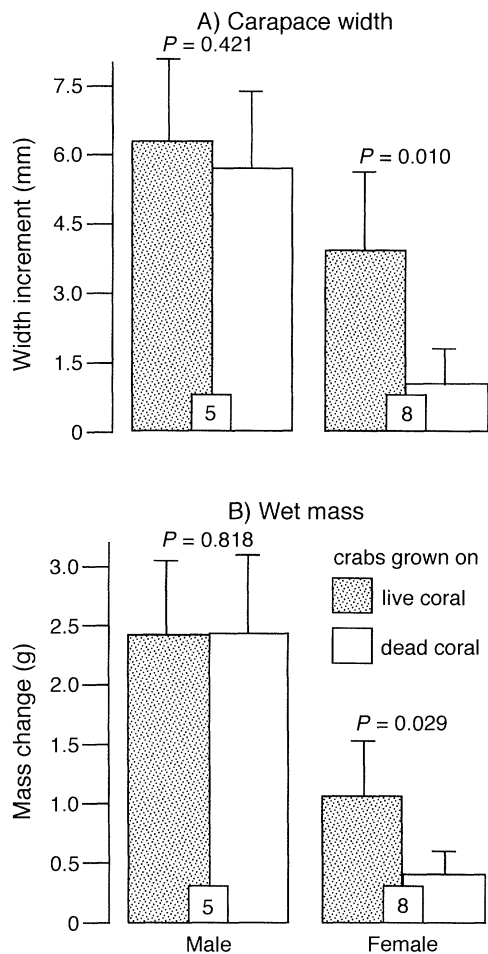 A) Carapace width
P = 0.421
7.5
6.0
P = 0.010
4.5
3.0
1.5
0
Width increment (mm)
5
8
B) Wet mass
P = 0.818
crabs grown on
live coral
dead coral
3.0
2.5
2.0
1.5
P = 0.029
1.0
0.5
0
Mass change (g)
5
8
Male Female